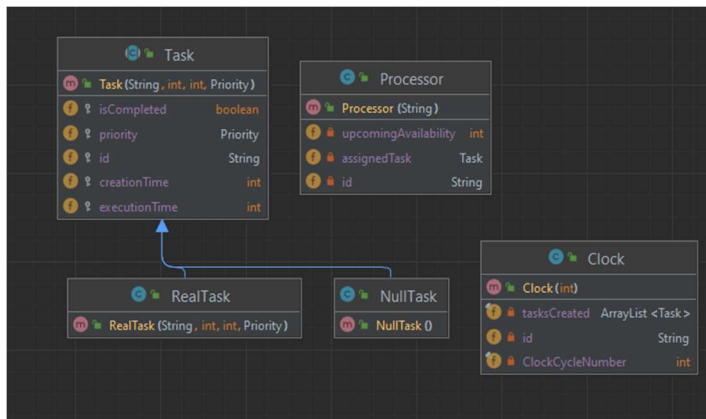 Task
Task(String, int, int, Priority)
isCompleted boolean
priority Priority
id String
creationTime int
executionTime int
Processor
Processor (String)
upcomingAvailability int
assignedTask Task
id String
RealTask
RealTask(String, int, int, Priority)
NullTask
NullTask ()
Clock
Clock(int)
tasksCreated ArrayList <Task>
id String
ClockCycleNumber int